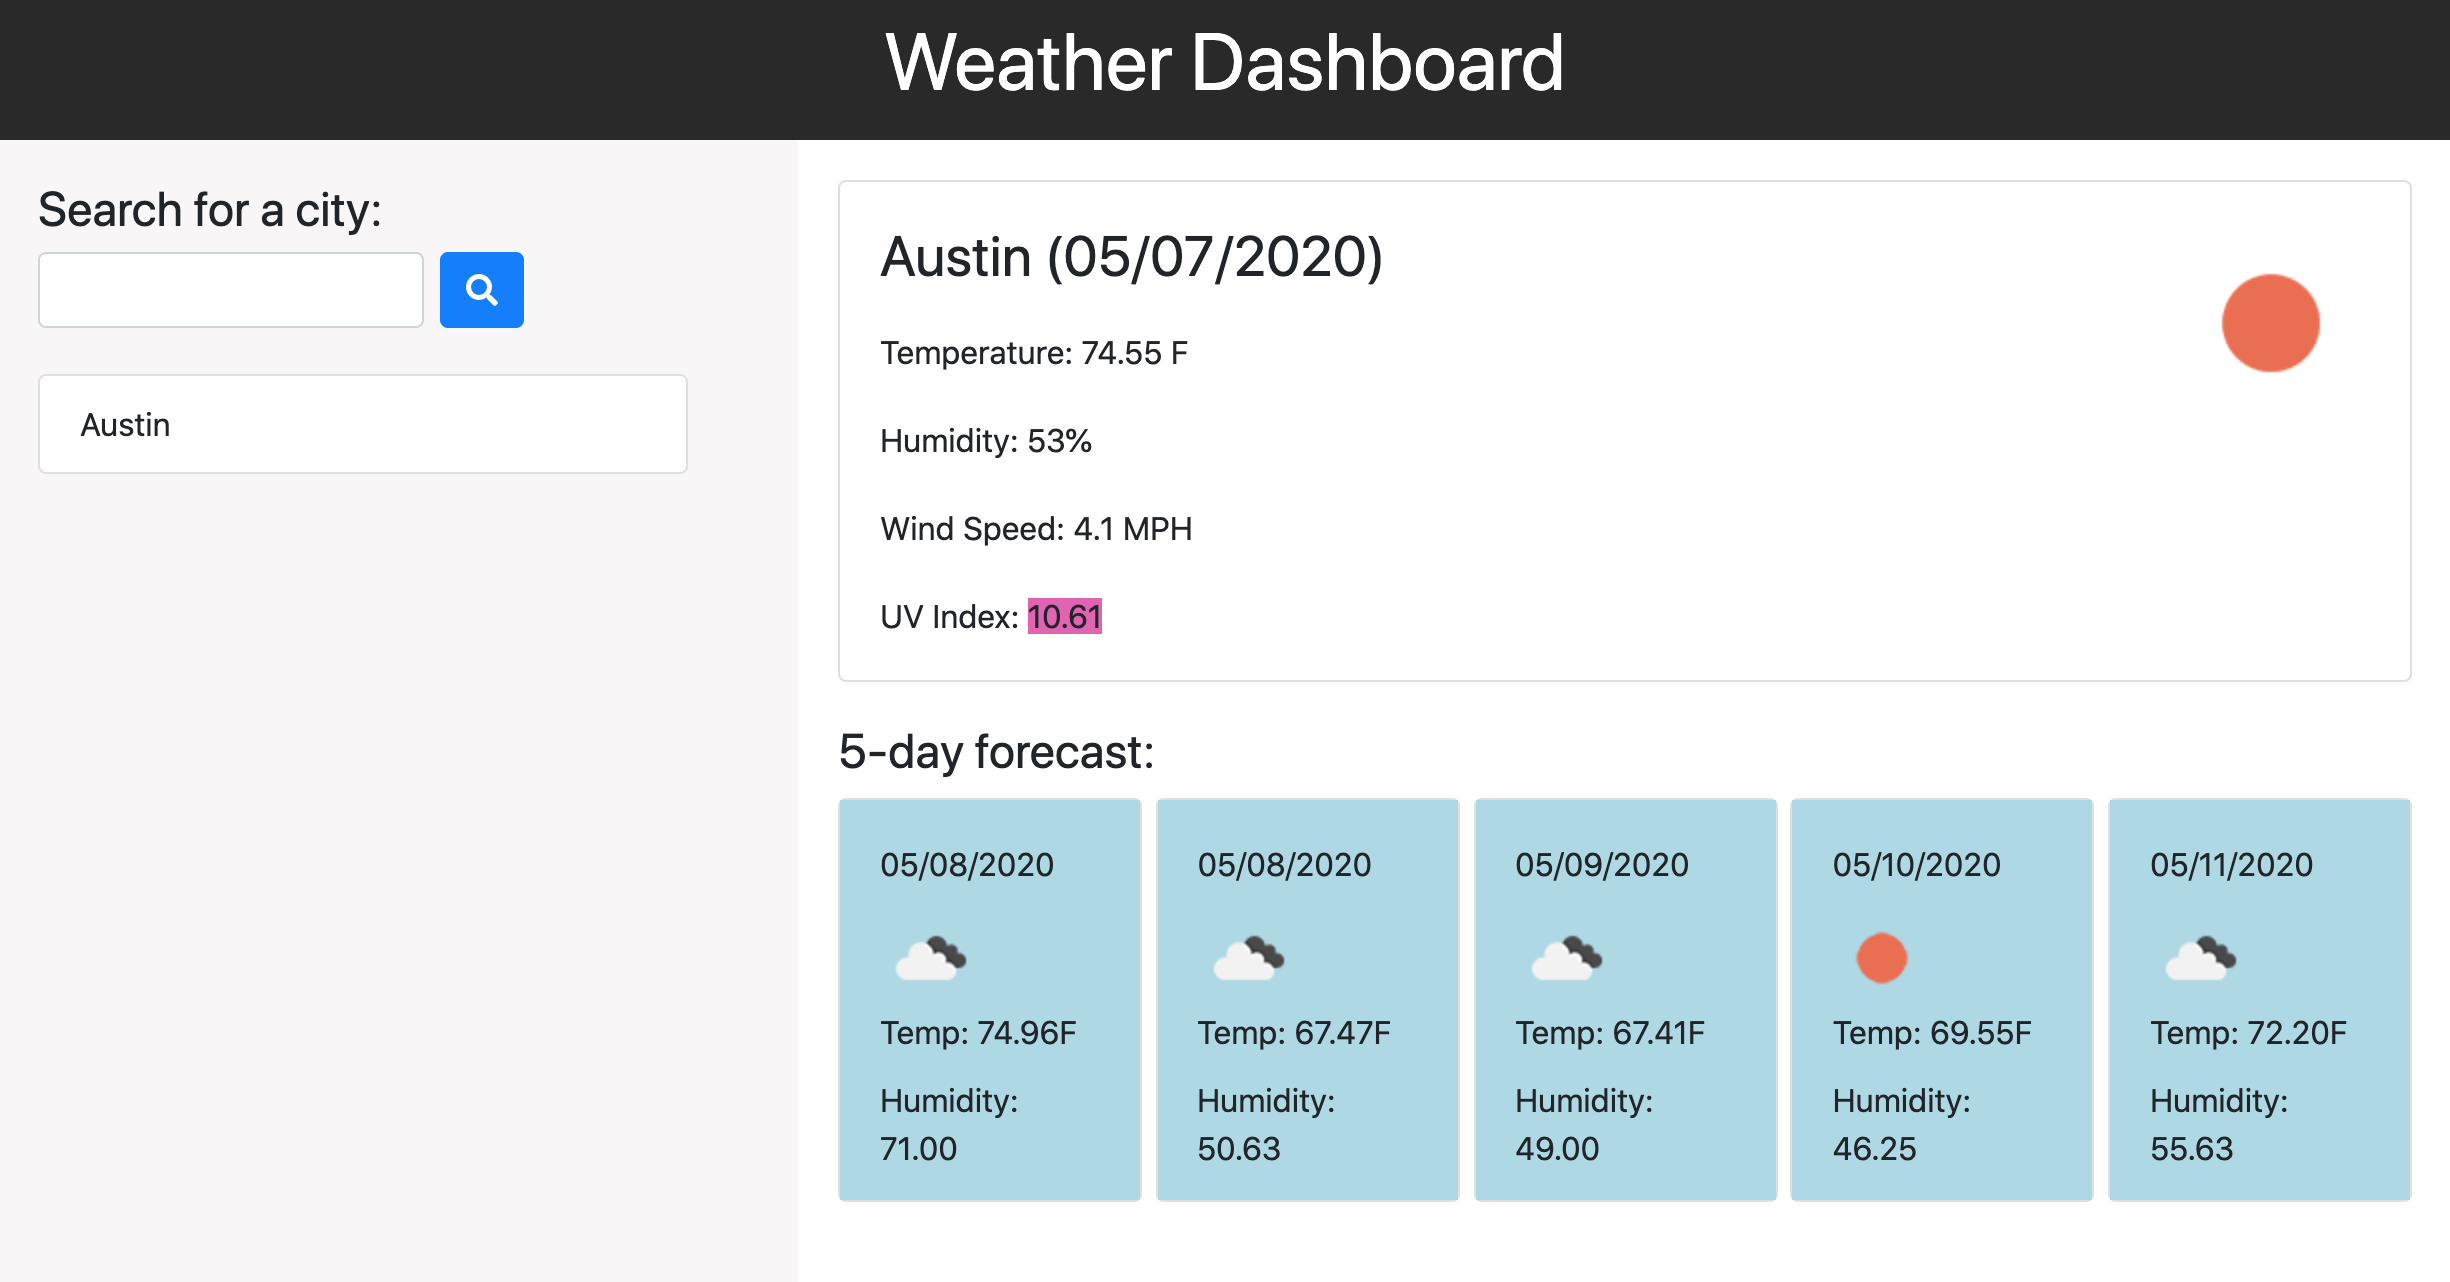 Weather Dashboard
Search for a city:
Austin
Austin (05/07/2020)
Temperature: 74.55 F
Humidity: 53%
Wind Speed: 4.1 MPH
UV Index: 10.61
5-day forecast:
05/08/2020
Temp: 74.96F
Humidity:
71.00
05/08/2020
Temp: 67.47F
Humidity:
50.63
05/09/2020
Temp: 67.41F
Humidity:
49.00
05/10/2020
Temp: 69.55F
Humidity:
46.25
05/11/2020
Temp: 72.20F
Humidity:
55.63